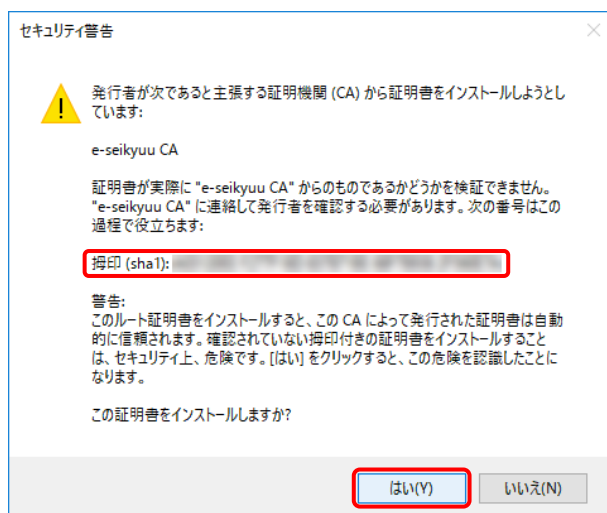 セキュリティ警告
発行者が次であると主張する証明機関 (CA) から証明書をインストールしようとし
ています:
e-seikyuu CA
証明書が実際に "e-seikyuu CA" からのものであるかどうかを検証できません。
"e-seikyuu CA" に連絡して発行者を確認する必要があります。次の番号はこの
過程で役立ちます:
拇印 (sha1):
警告:
このルート証明書をインストールすると、この CA によって発行された証明書は自動
的に信頼されます。確認されていない拇印付きの証明書をインストールすること
は、セキュリティ上、危険です。[はい] をクリックすると、この危険を認識したことに
なります。
この証明書をインストールしますか?
はい(Y)
いいえ(N)